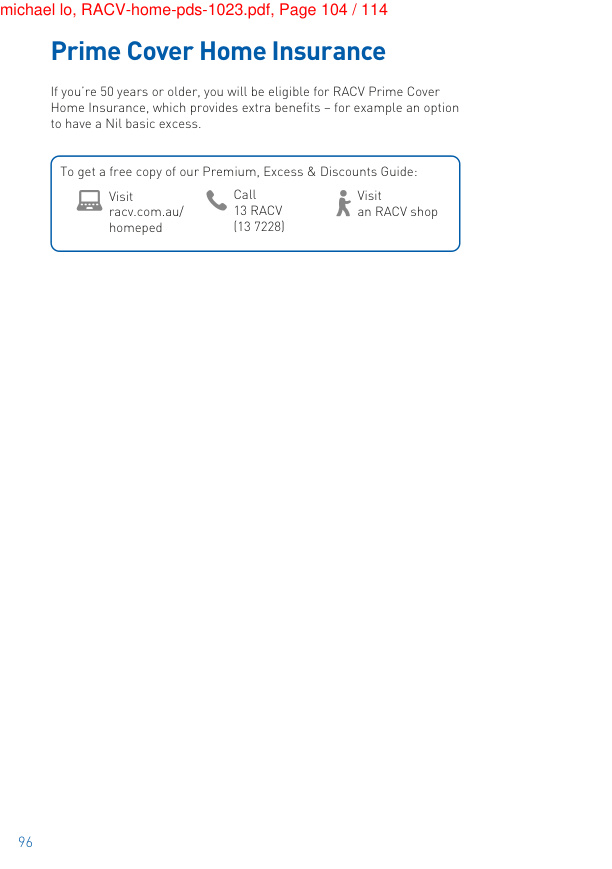 michael lo, RACV-home-pds-1023.pdf, Page 104 / 114
Prime Cover Home Insurance
If you're 50 years or older, you will be eligible for RACV Prime Cover
Home Insurance, which provides extra benefits – for example an option
to have a Nil basic excess.
To get a free copy of our Premium, Excess & Discounts Guide:
Visit
racv.com.au/
homeped
Call
13 RACV
(13 7228)
Visit
an RACV shop
96